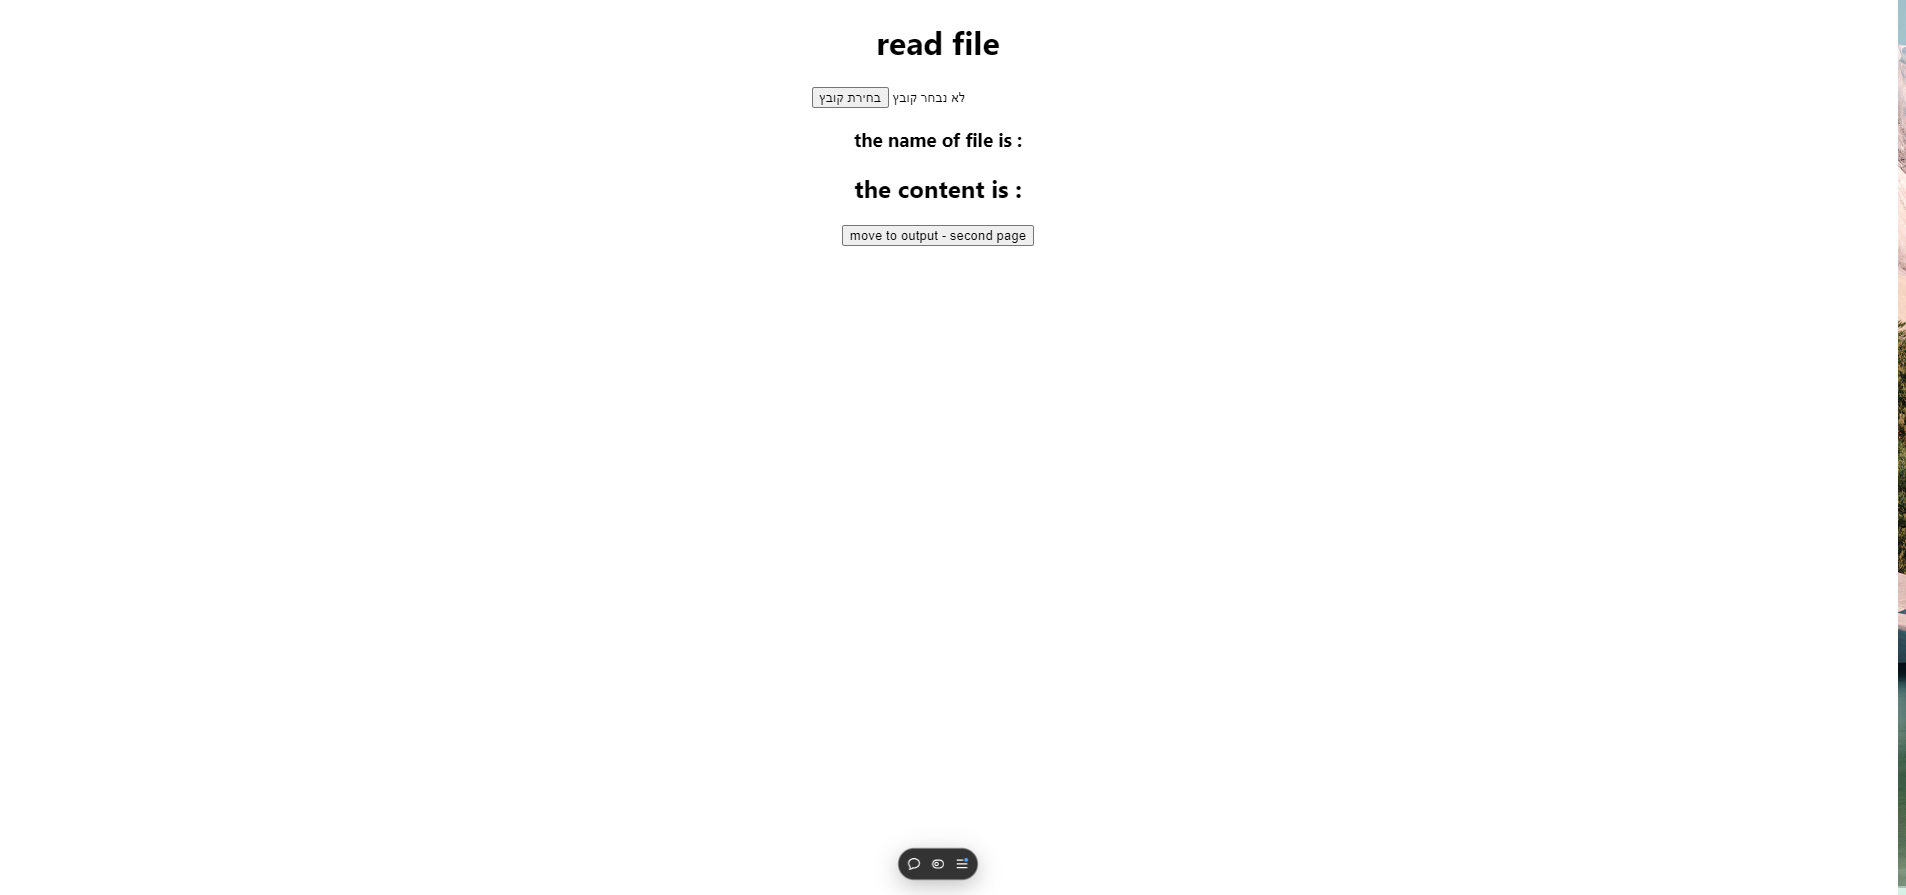 read file
בחירת קובץ לא נבחר קובץ
the name of file is :
the content is :
move to output - second page